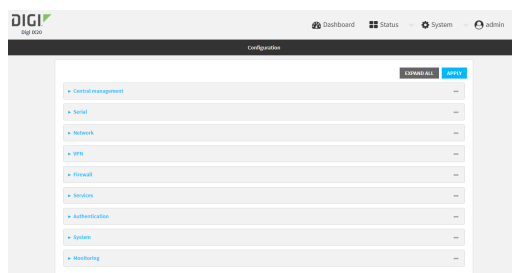 DIGI
Digi IX20
Dashboard Status System admin
Configuration
EXPAND ALL APPLY
Central management
Serial
Network
VPN
Firewall
Services
Authentication
System
Monitoring